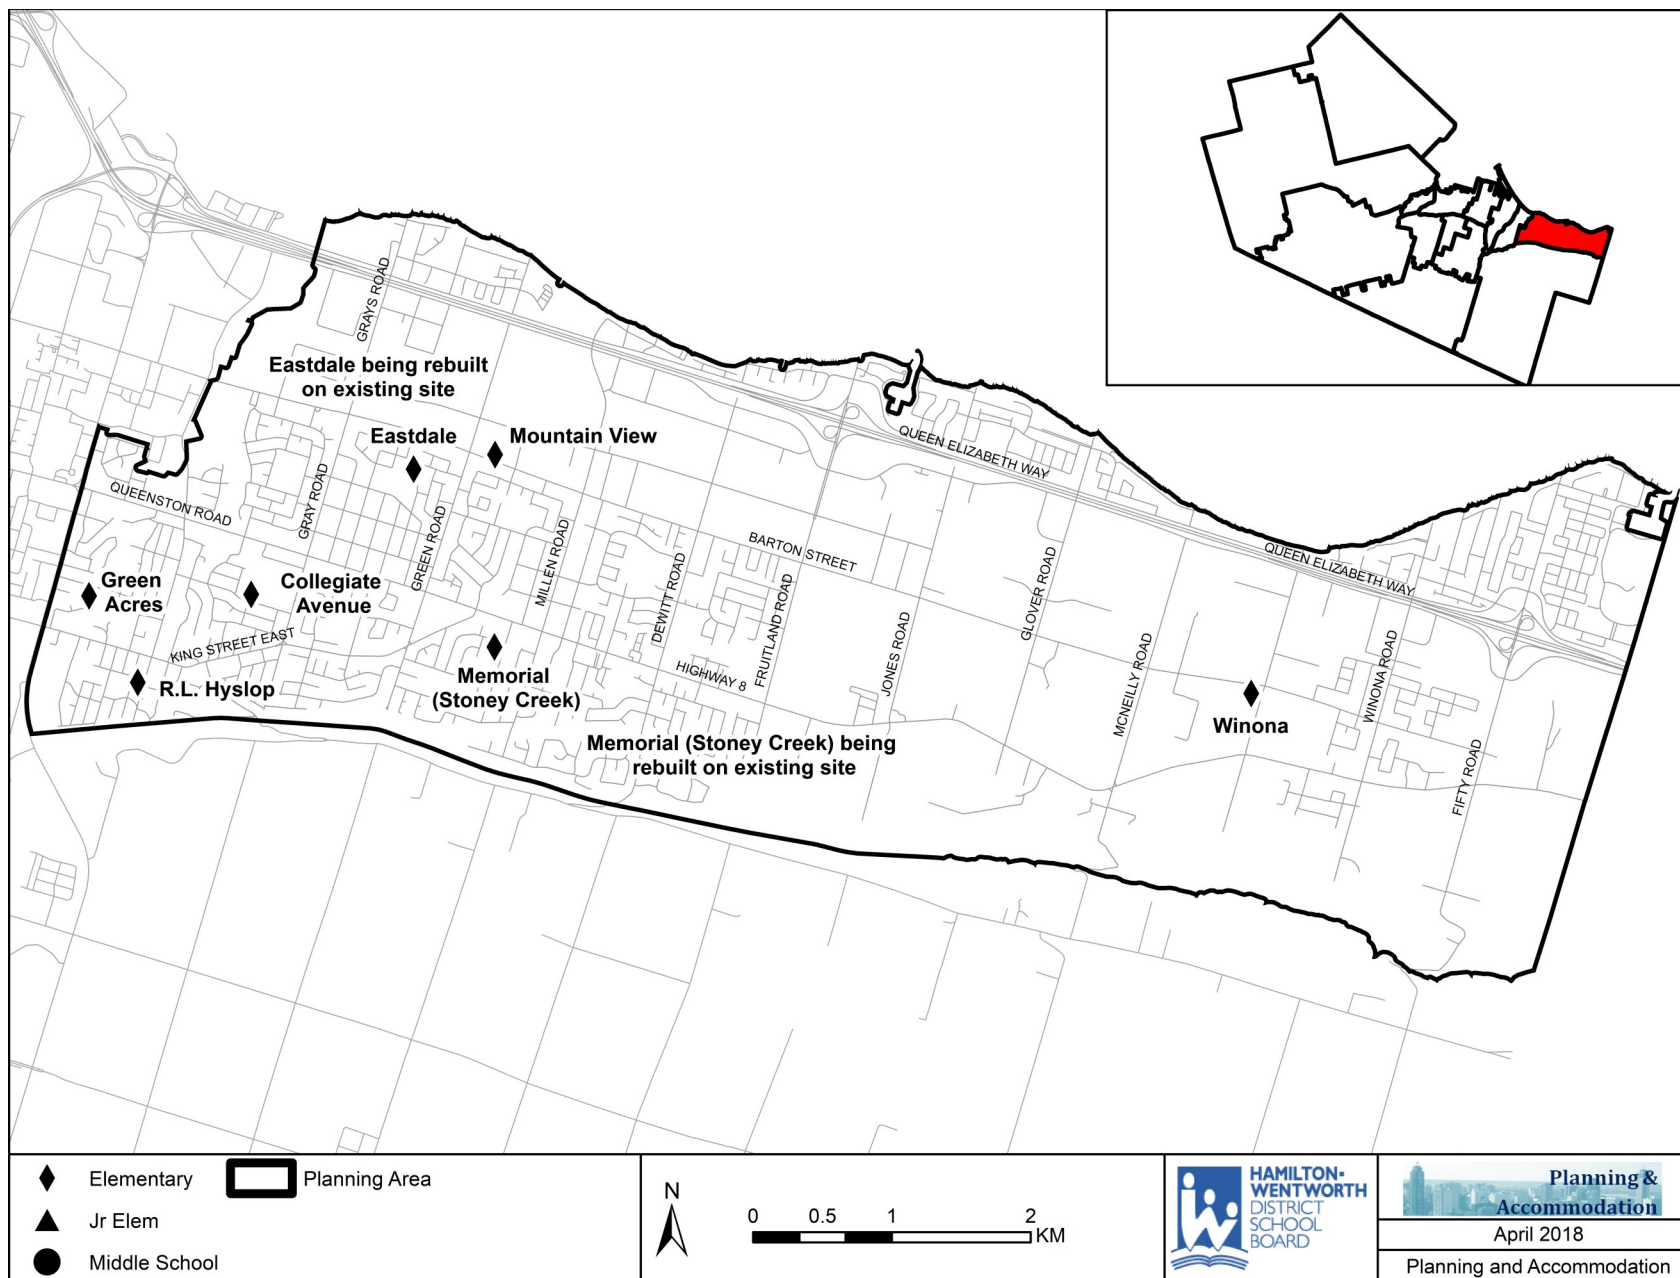 GRAYS ROAD
Eastdale being rebuilt
on existing site
Eastdale
Mountain View
QUEEN ELIZABETH WAY
QUEENSTON ROAD
GRAY ROAD
GREEN ROAD
MILLEN ROAD
BARTON STREET
QUEEN ELIZABETH WAY
Green
Acres
Collegiate
Avenue
DEWITT ROAD
FRUITLAND ROAD
GLOVER ROAD
KING STREET EAST
JONES ROAD
MCNEILLY ROAD
WINONA ROAD
R.L. Hyslop
Memorial
(Stoney Creek)
HIGHWAY 8
Winona
Memorial (Stoney Creek) being
rebuilt on existing site
FIFTY ROAD
Elementary
Planning Area
Jr Elem
Middle School
N
0 0.5 1 2
KM
HAMILTON-
WENTWORTH
DISTRICT
SCHOOL
BOARD
Planning &
Accommodation
April 2018
Planning and Accommodation